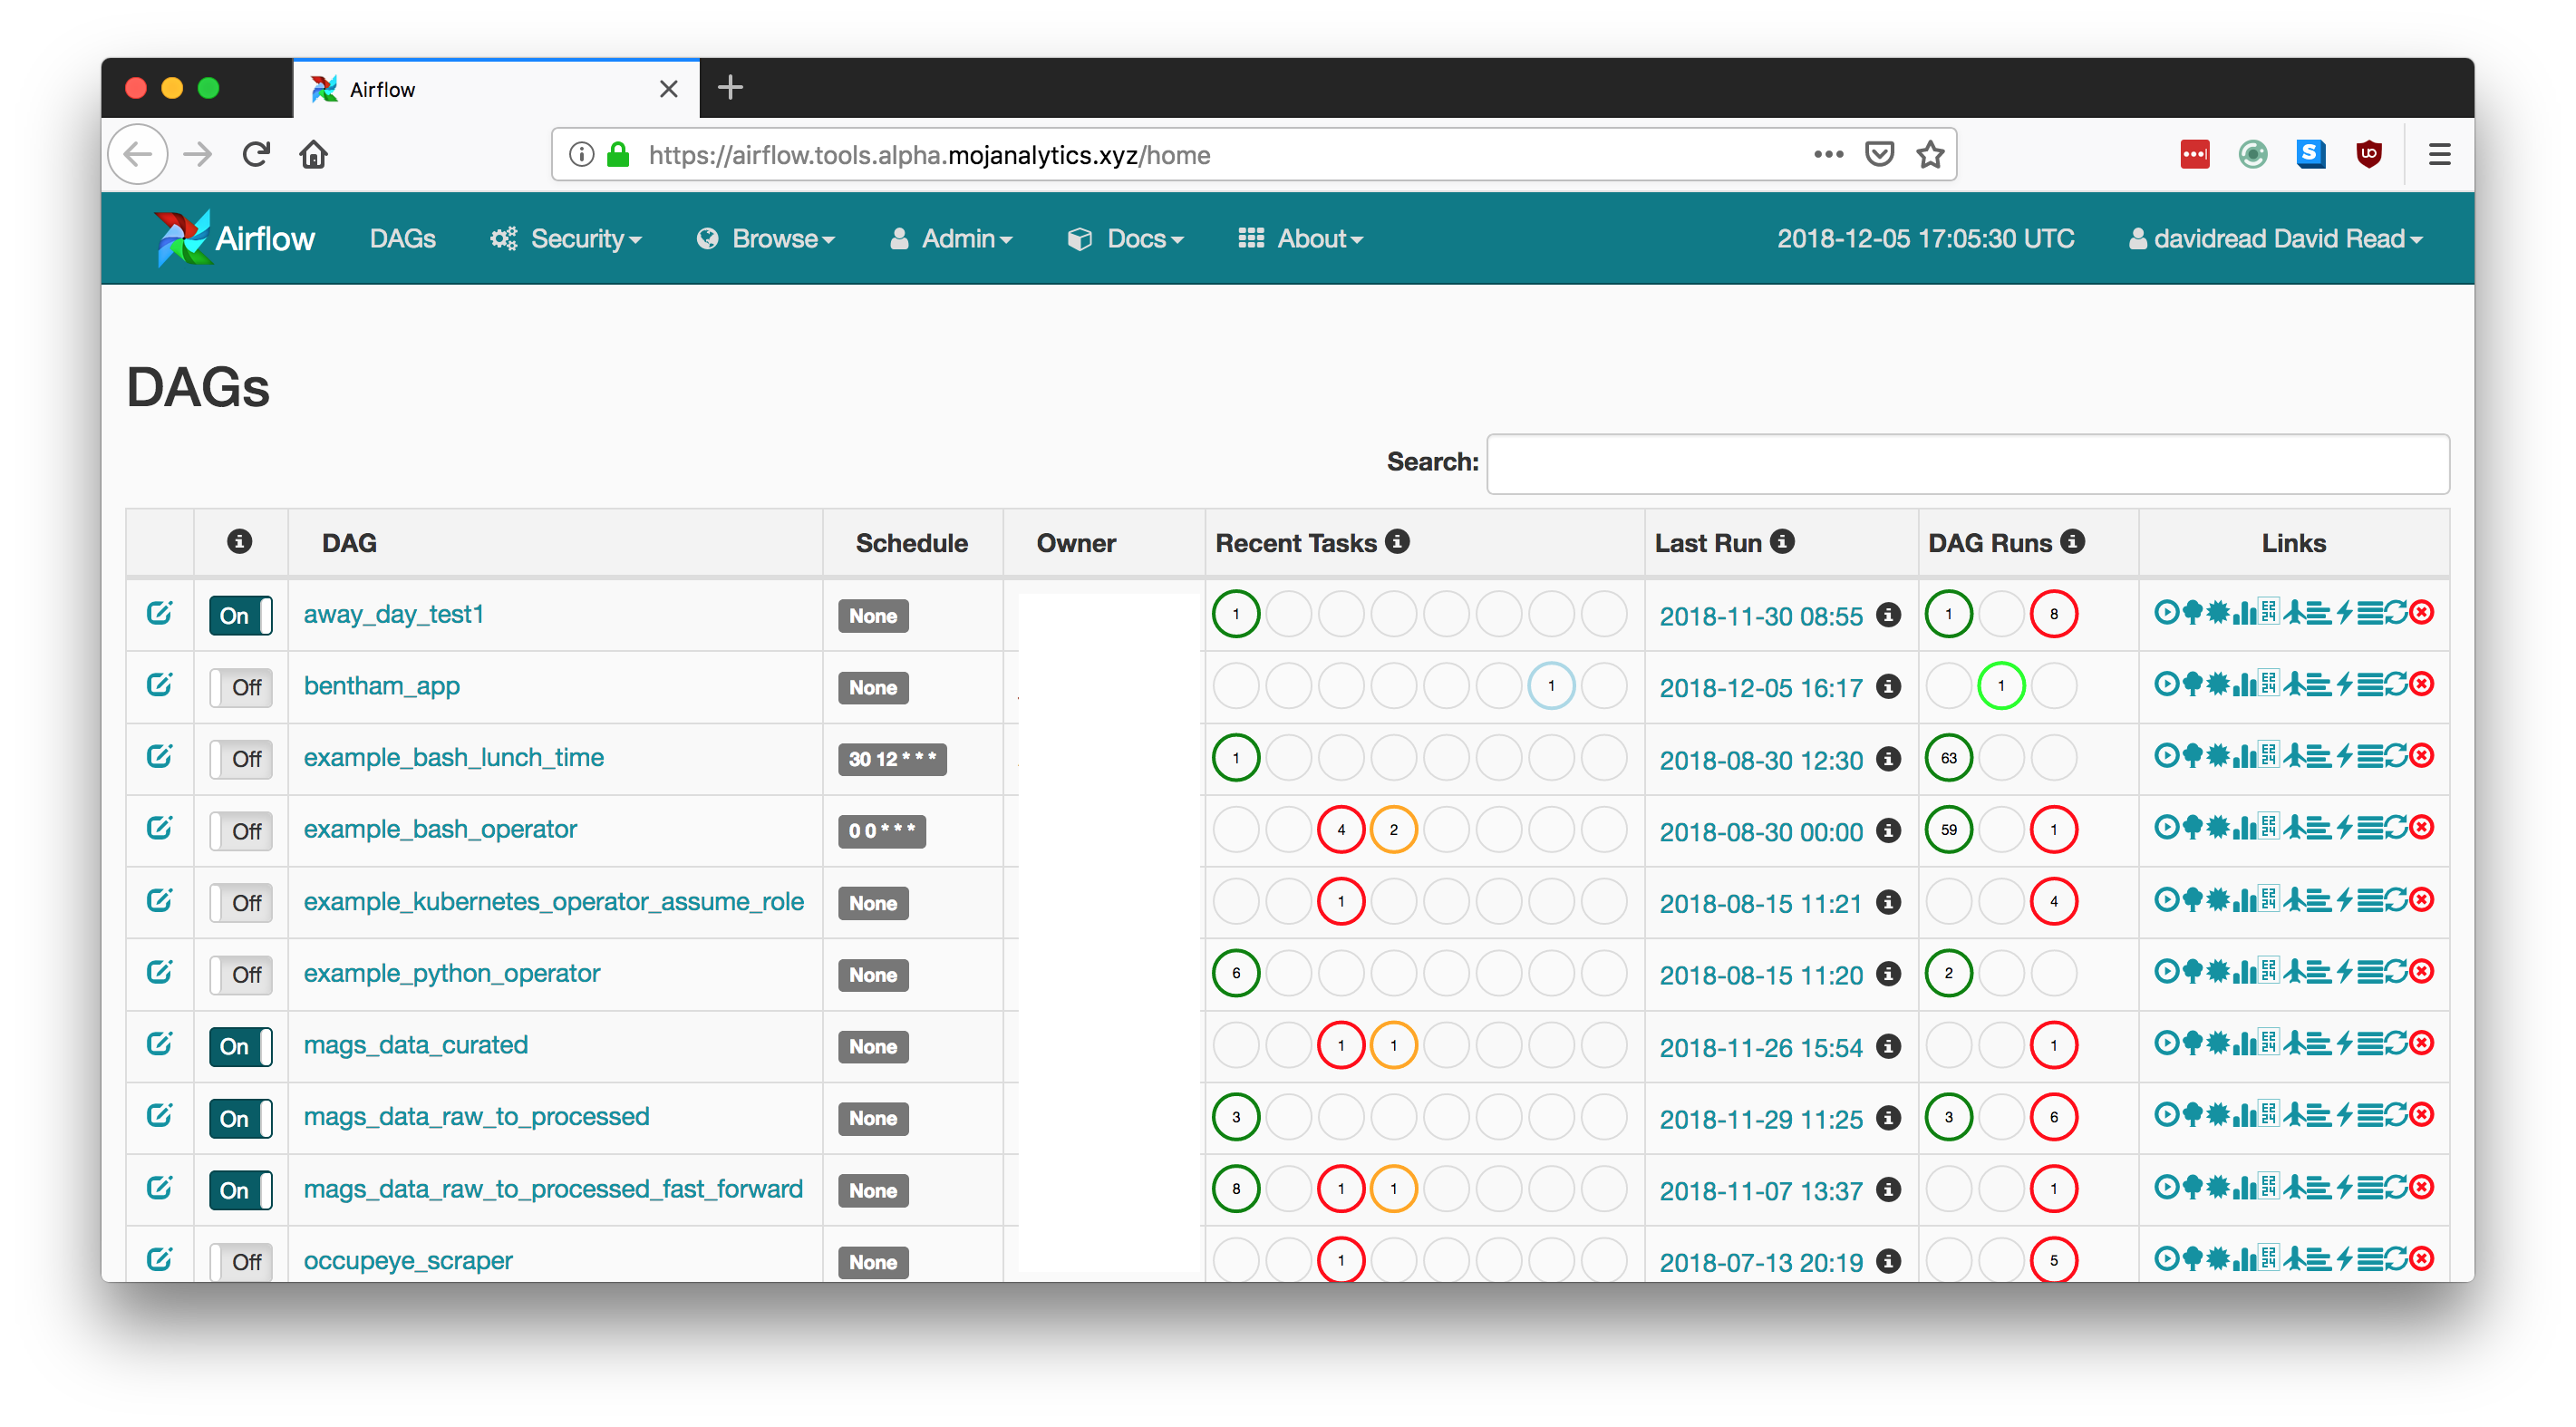 Airflow
https://airflow.tools.alpha.mojanalytics.xyz/home
Airflow DAGs Security Browse Admin Docs About 2018-12-05 17:05:30 UTC davidread David Read
DAGs
Search:
DAG Schedule Owner Recent Tasks Last Run DAG Runs Links
On away_day_test1 None 1 2018-11-30 08:55 1 8
Off bentham_app None 1 2018-12-05 16:17 1
Off example_bash_lunch_time 30 12 * * * 1 2018-08-30 12:30 63
Off example_bash_operator 0 0 * * * 4 2 2018-08-30 00:00 59 1
Off example_kubernetes_operator_assume_role None 1 2018-08-15 11:21 4
Off example_python_operator None 6 2018-08-15 11:20 2
On mags_data_curated None 1 1 2018-11-26 15:54 1
On mags_data_raw_to_processed None 3 2018-11-29 11:25 3 6
On mags_data_raw_to_processed_fast_forward None 8 1 1 2018-11-07 13:37 1
Off occupeye_scraper None 1 2018-07-13 20:19 5